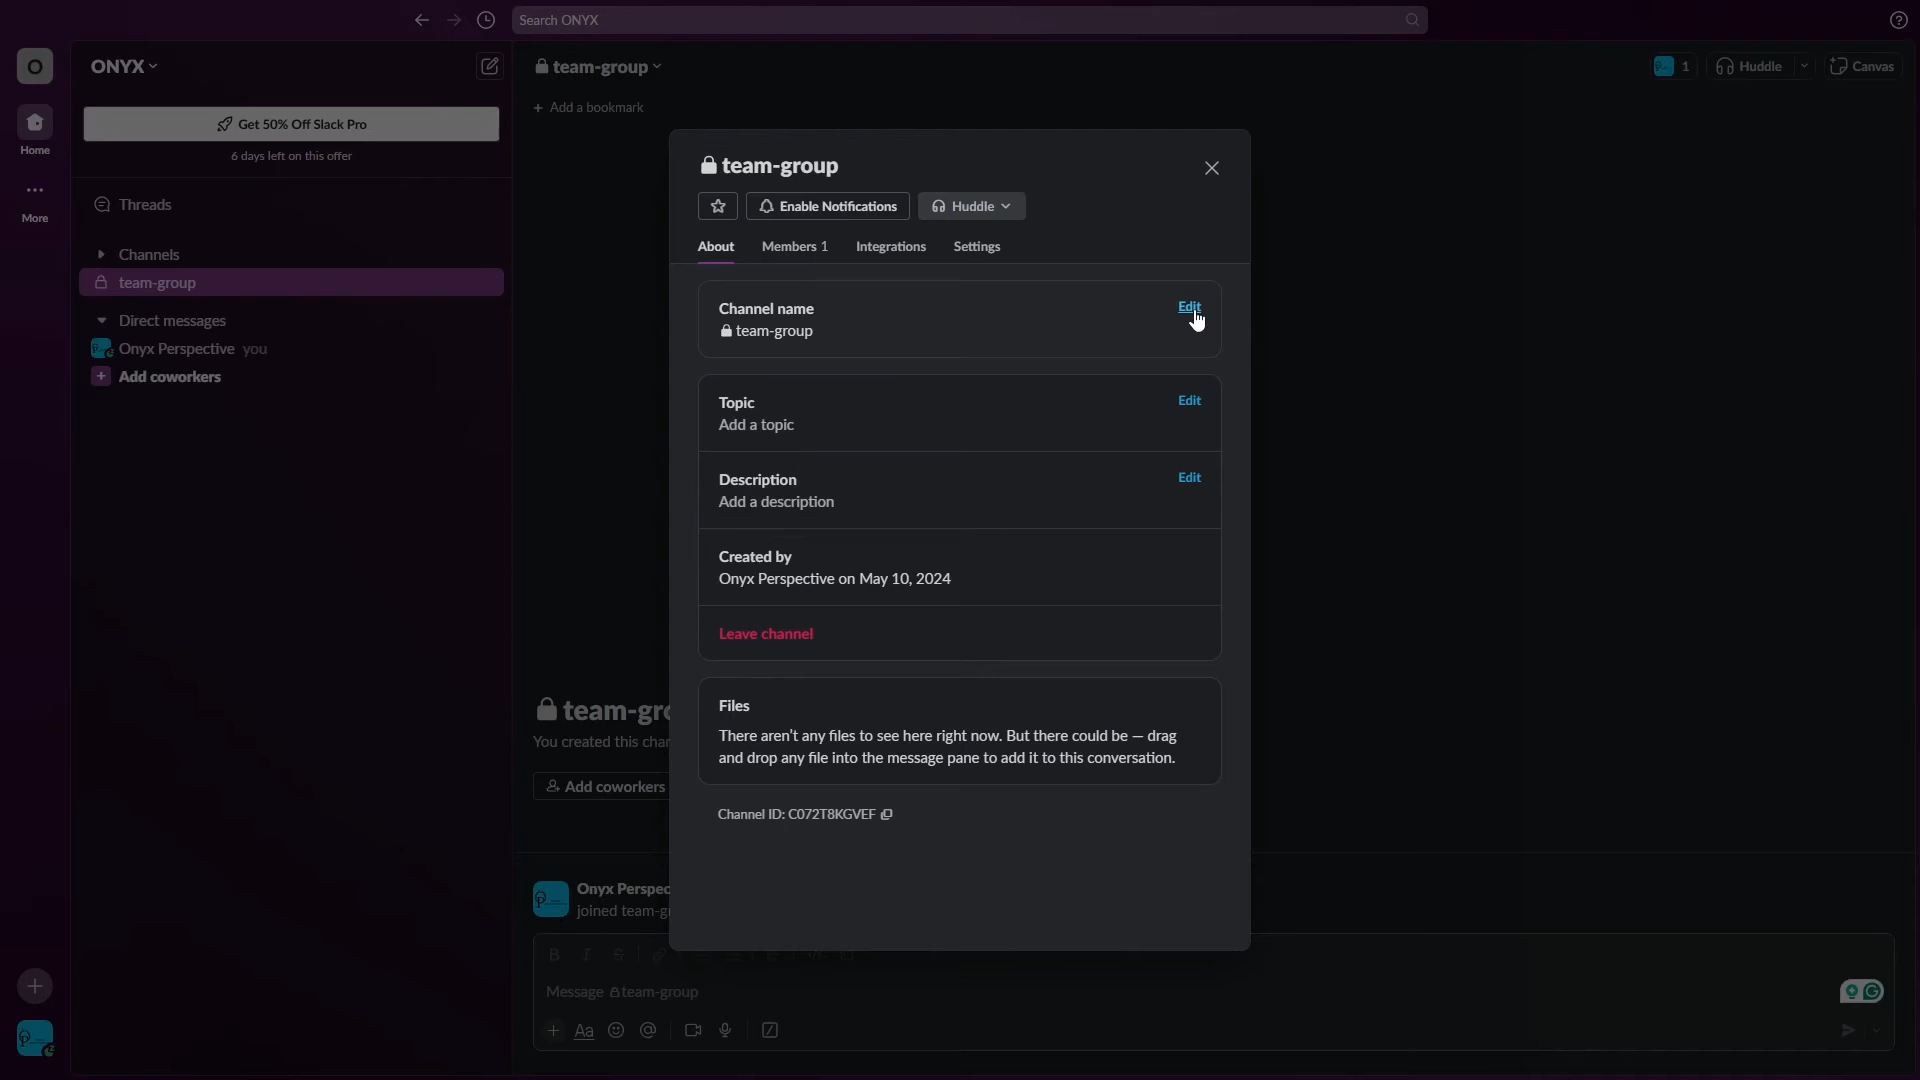 Search ONYX
O
ONYX
team-group
1
Huddle
Canvas
Get 50% Off Slack Pro
+ Add a bookmark
6 days left on this offer
Home
More
Threads
Channels
team-group
Direct messages
Onyx Perspective you
+ Add coworkers
team-group
Enable Notifications
Huddle
About
Members 1
Integrations
Settings
Channel name
Edit
team-group
Topic
Edit
Add a topic
Description
Edit
Add a description
Created by
Onyx Perspective on May 10, 2024
Leave channel
Files
There aren't any files to see here right now. But there could be — drag
and drop any file into the message pane to add it to this conversation.
Channel ID: C072T8KGVEF
team-gro
You created this chan
Add coworkers
Onyx Perspec
joined team-gr
B I S
Message team-group
Aa